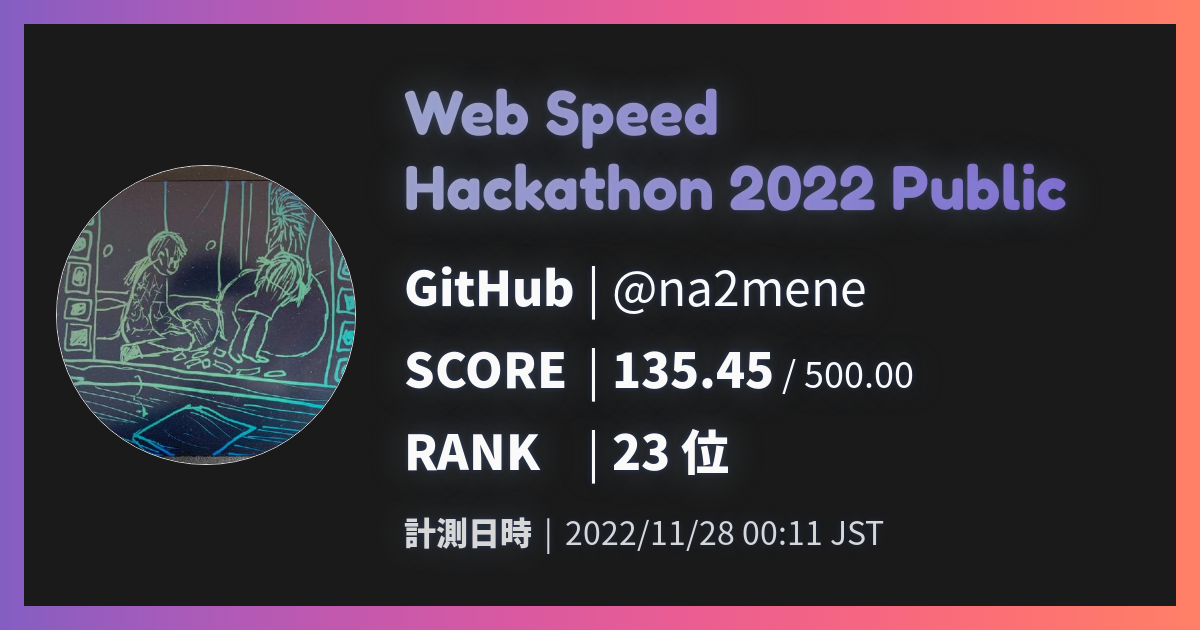 Web Speed
Hackathon 2022 Public
GitHub | @na2mene
SCORE | 135.45 / 500.00
RANK | 23 位
計測日時 | 2022/11/28 00:11 JST